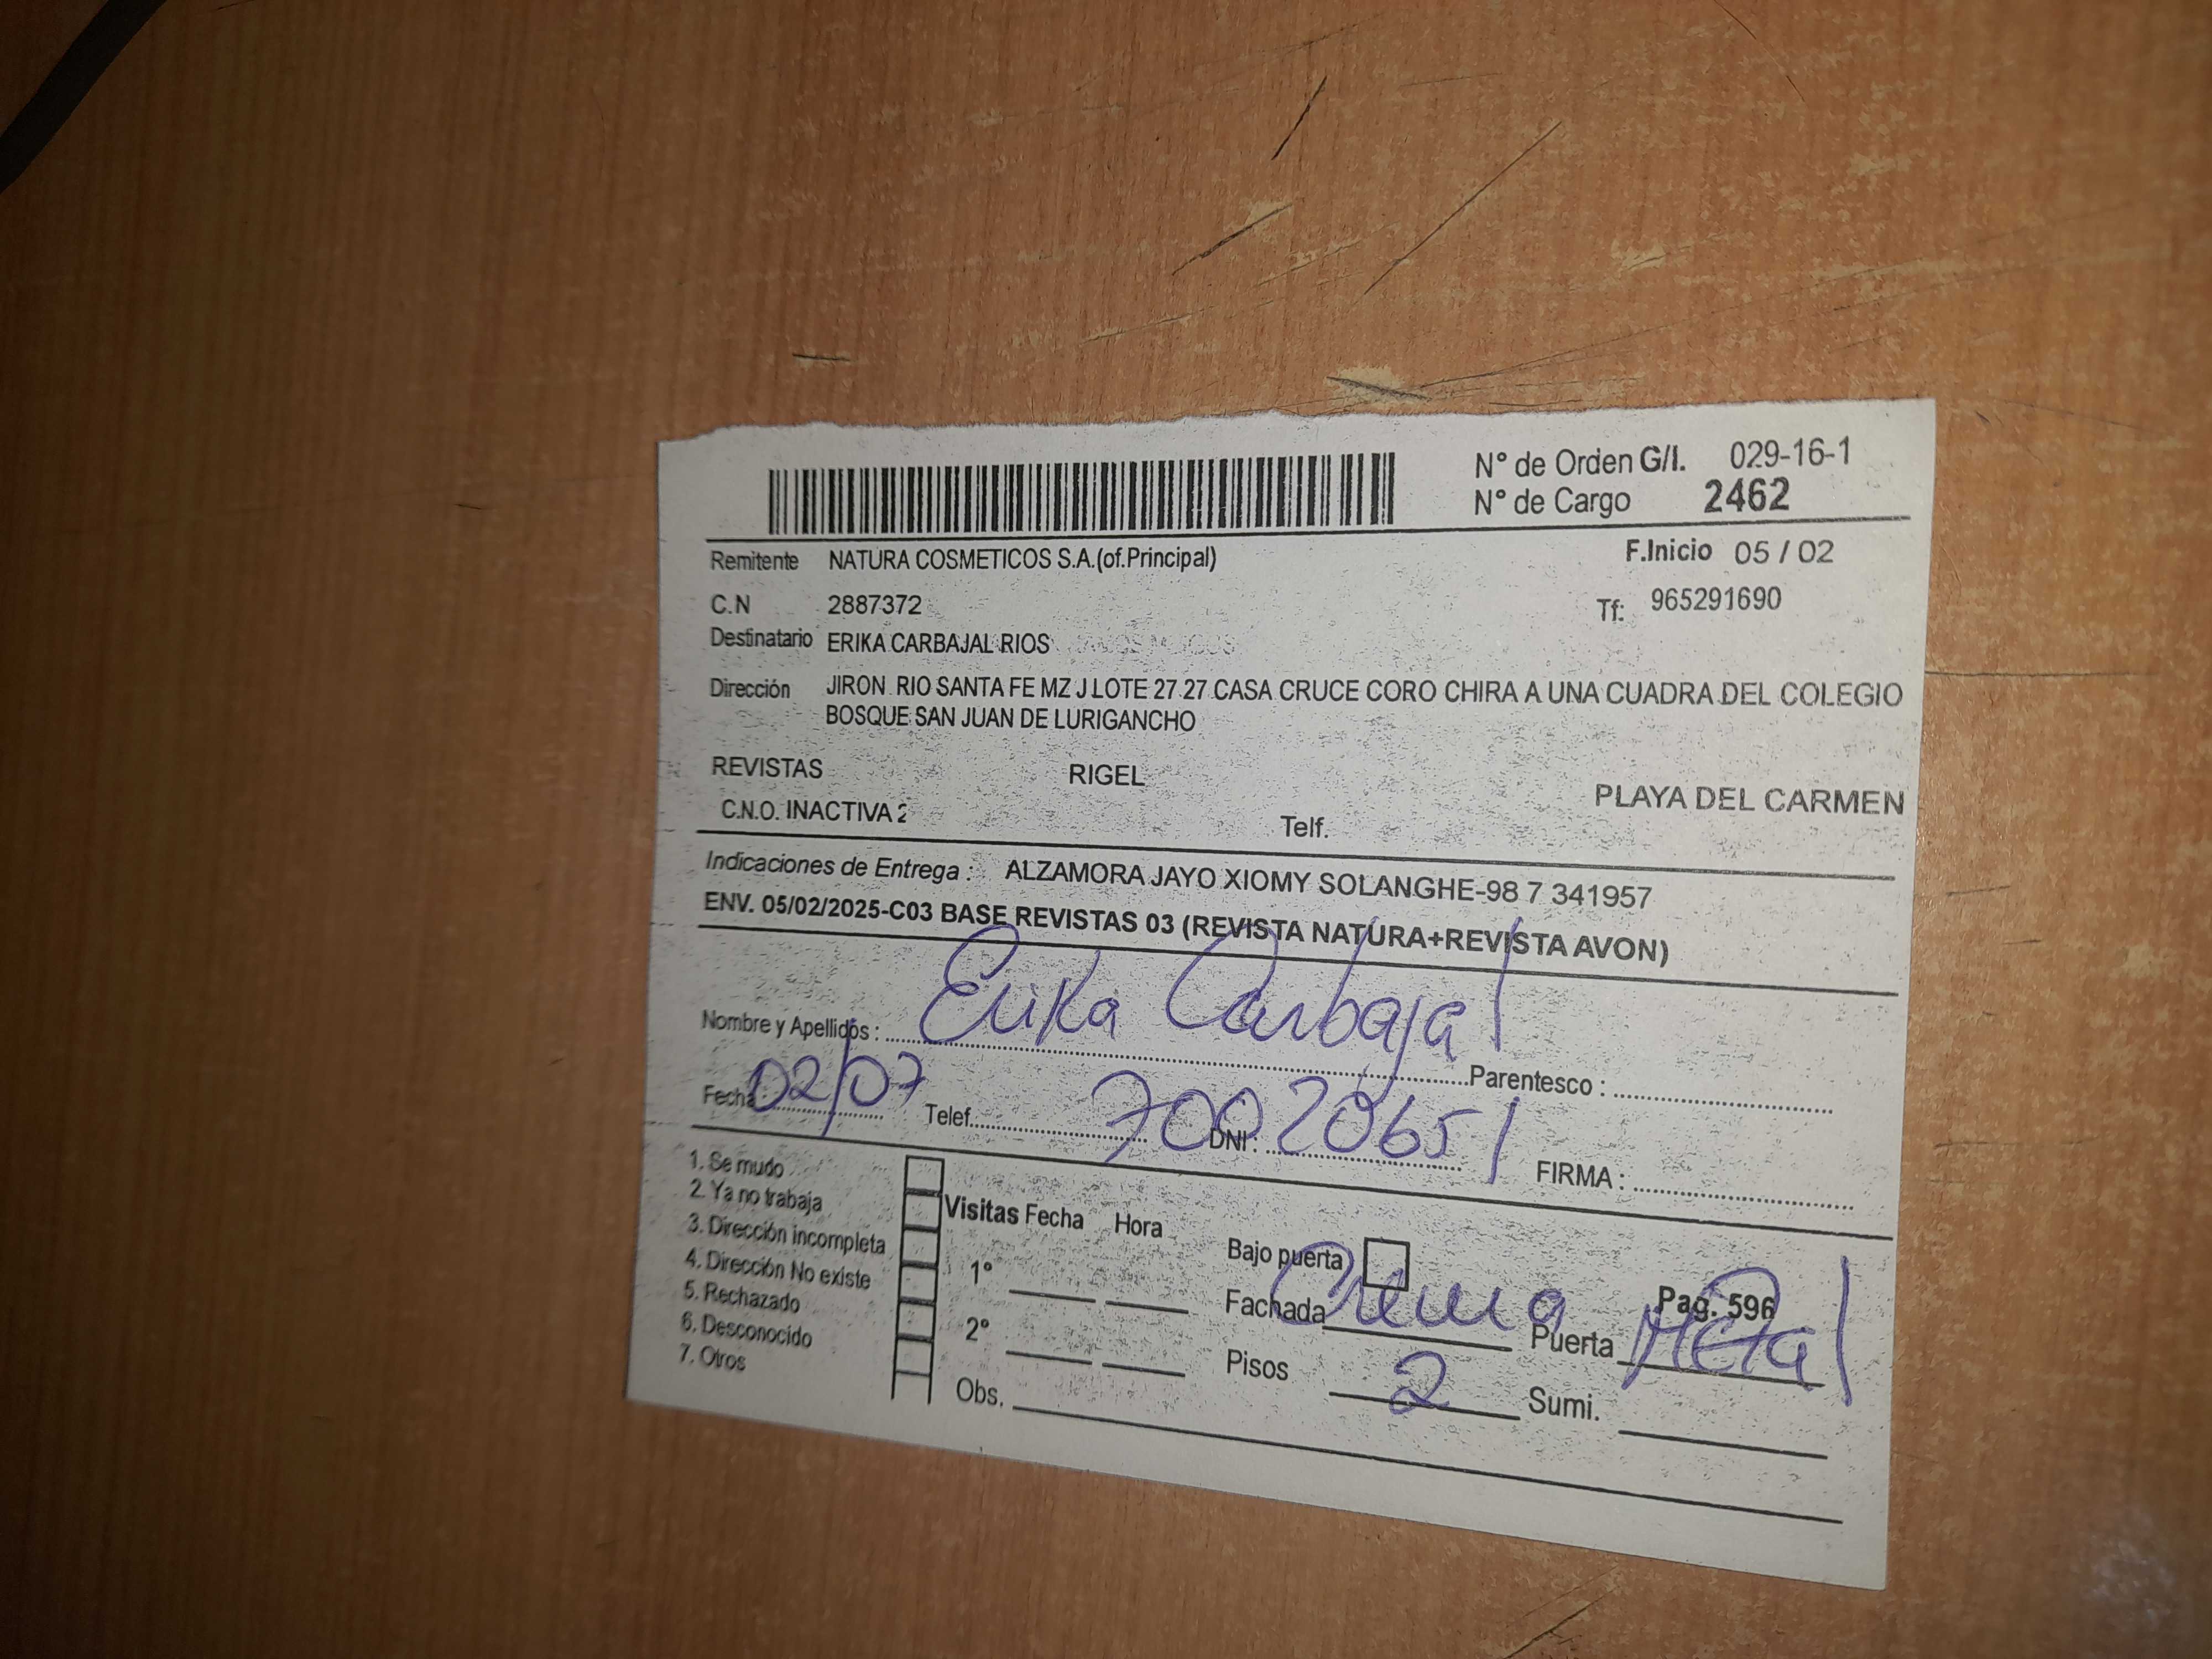 N° de Orden G/I. 029-16-1
N° de Cargo 2462
Remitente NATURA COSMETICOS S.A.(of.Principal) F.Inicio 05 / 02
C.N 2887372 Tf: 965291690
Destinatario ERIKA CARBAJAL RIOS
Dirección JIRON RIO SANTA FE MZ J LOTE 27 27 CASA CRUCE CORO CHIRA A UNA CUADRA DEL COLEGIO
BOSQUE SAN JUAN DE LURIGANCHO
REVISTAS RIGEL PLAYA DEL CARMEN
C.N.O. INACTIVA 2 Telf.
Indicaciones de Entrega : ALZAMORA JAYO XIOMY SOLANGHE-98 7 341957
ENV. 05/02/2025-C03 BASE REVISTAS 03 (REVISTA NATURA+REVISTA AVON)
Nombre y Apellidos : Erika Carbajal Parentesco :
Fecha: 02/07 Telef. DNI: 70020651 FIRMA :
1. Se mudo
2. Ya no trabaja
3. Dirección incompleta
4. Dirección No existe
5. Rechazado
6. Desconocido
7. Otros
Visitas Fecha Hora
1°
2°
Obs.
Bajo puerta Pag. 596
Fachada Crema Puerta Metal
Pisos 2 Sumi.